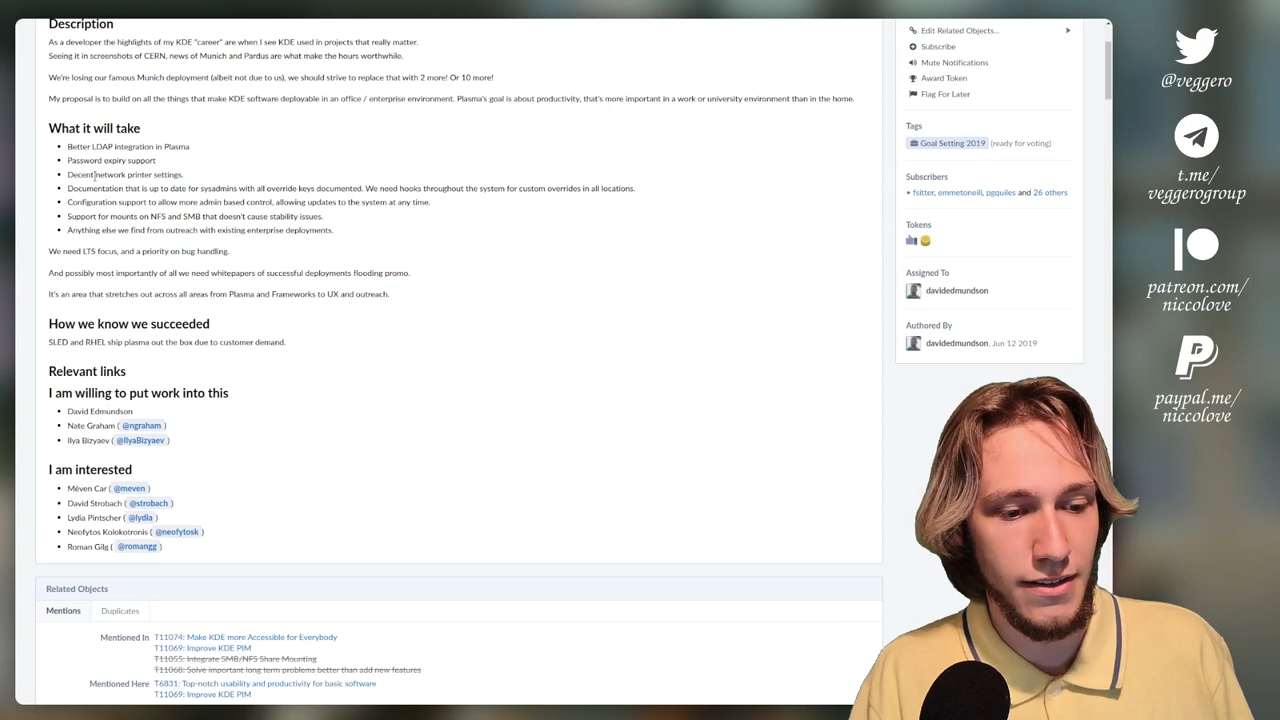 Description
As a developer the highlights of my KDE "career" are when I see KDE used in projects that really matter.
Seeing it in screenshots of CERN, news of Munich and Pardus are what make the hours worthwhile.
We're losing our famous Munich deployment (albeit not due to us), we should strive to replace that with 2 more! Or 10 more!
My proposal is to build on all the things that make KDE software deployable in an office / enterprise environment. Plasma's goal is about productivity, that's more important in a work or university environment than in the home.
What it will take
Better LDAP integration in Plasma
Password expiry support
Decent network printer settings.
Documentation that is up to date for sysadmins with all override keys documented. We need hooks throughout the system for custom overrides in all locations.
Configuration support to allow more admin based control, allowing updates to the system at any time.
Support for mounts on NFS and SMB that doesn't cause stability issues.
Anything else we find from outreach with existing enterprise deployments.
We need LTS focus, and a priority on bug handling.
And possibly most importantly of all we need whitepapers of successful deployments flooding promo.
It's an area that stretches out across all areas from Plasma and Frameworks to UX and outreach.
How we know we succeeded
SLED and RHEL ship plasma out the box due to customer demand.
Relevant links
I am willing to put work into this
David Edmundson
Nate Graham ( @ngraham )
Ilya Bizyaev ( @IlyaBizyaev )
I am interested
Méven Car ( @meven )
David Strobach ( @strobach )
Lydia Pintscher ( @lydia )
Neofytos Kolokotronis ( @neofytosk )
Roman Gilg ( @romangg )
Related Objects
Mentions
Duplicates
Mentioned In
T11074: Make KDE more Accessible for Everybody
T11069: Improve KDE PIM
T11055: Integrate SMB/NFS Share Mounting
T11068: Solve important long term problems better than add new features
Mentioned Here
T6831: Top-notch usability and productivity for basic software
T11069: Improve KDE PIM
Edit Related Objects...
Subscribe
Mute Notifications
Award Token
Flag For Later
Tags
Goal Setting 2019 (ready for voting)
Subscribers
fsitter, emmetoneill, pgquiles and 26 others
Tokens
Assigned To
davidedmundson
Authored By
davidedmundson, Jun 12 2019
@veggero
t.me/
veggerogroup
patreon.com/
niccolove
paypal.me/
niccolove